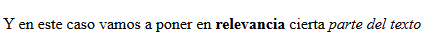 Y en este caso vamos a poner en relevancia cierta parte del texto